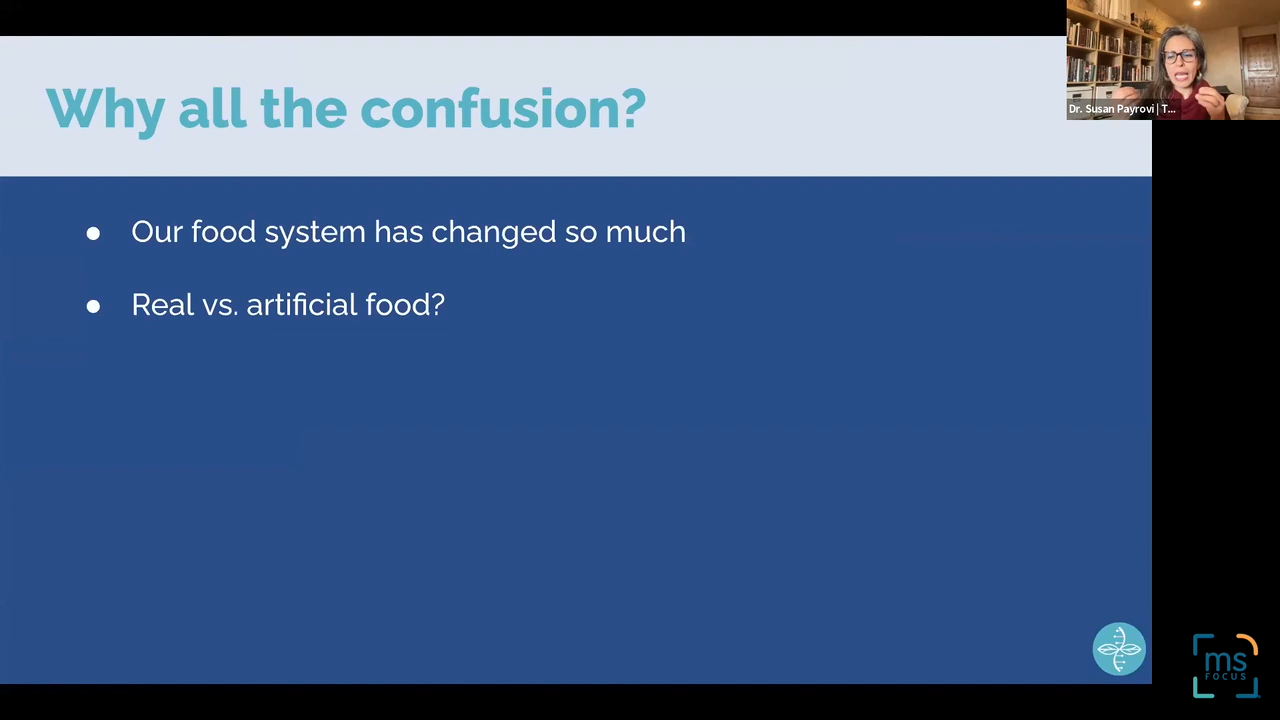 Why all the confusion?
Dr. Susan Payrovi | T...
● Our food system has changed so much
● Real vs. artificial food?
ms
FOCUS